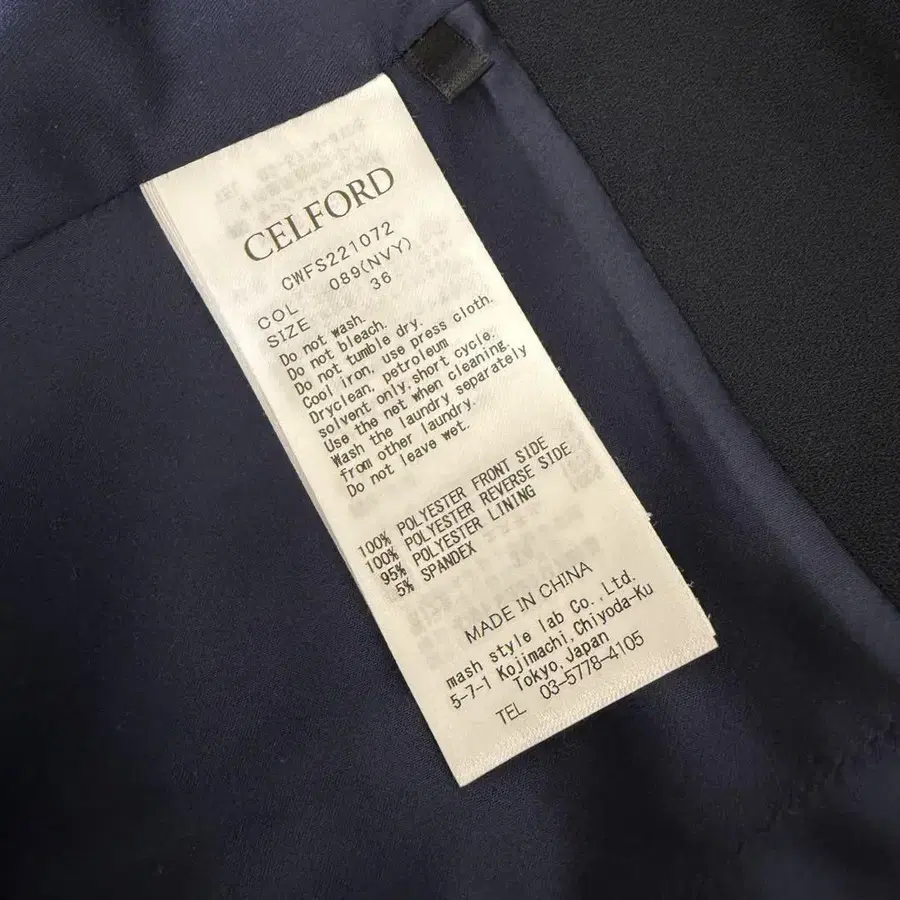 CELFORD
CWFS221072
COL 089(NVY)
SIZE 36
Do not wash.
Do not bleach.
Do not tumble dry.
Cool iron, use press cloth.
Dryclean, petroleum
solvent only,short cycle.
Use the net when cleaning.
Wash the laundry separately
from other laundry.
Do not leave wet.
100% POLYESTER FRONT SIDE
100% POLYESTER REVERSE SIDE
95% POLYESTER LINING
5% SPANDEX
MADE IN CHINA
mash style lab Co.,Ltd.
5-7-1 Kojimachi,Chiyoda-Ku
Tokyo,Japan
TEL 03-5778-4105